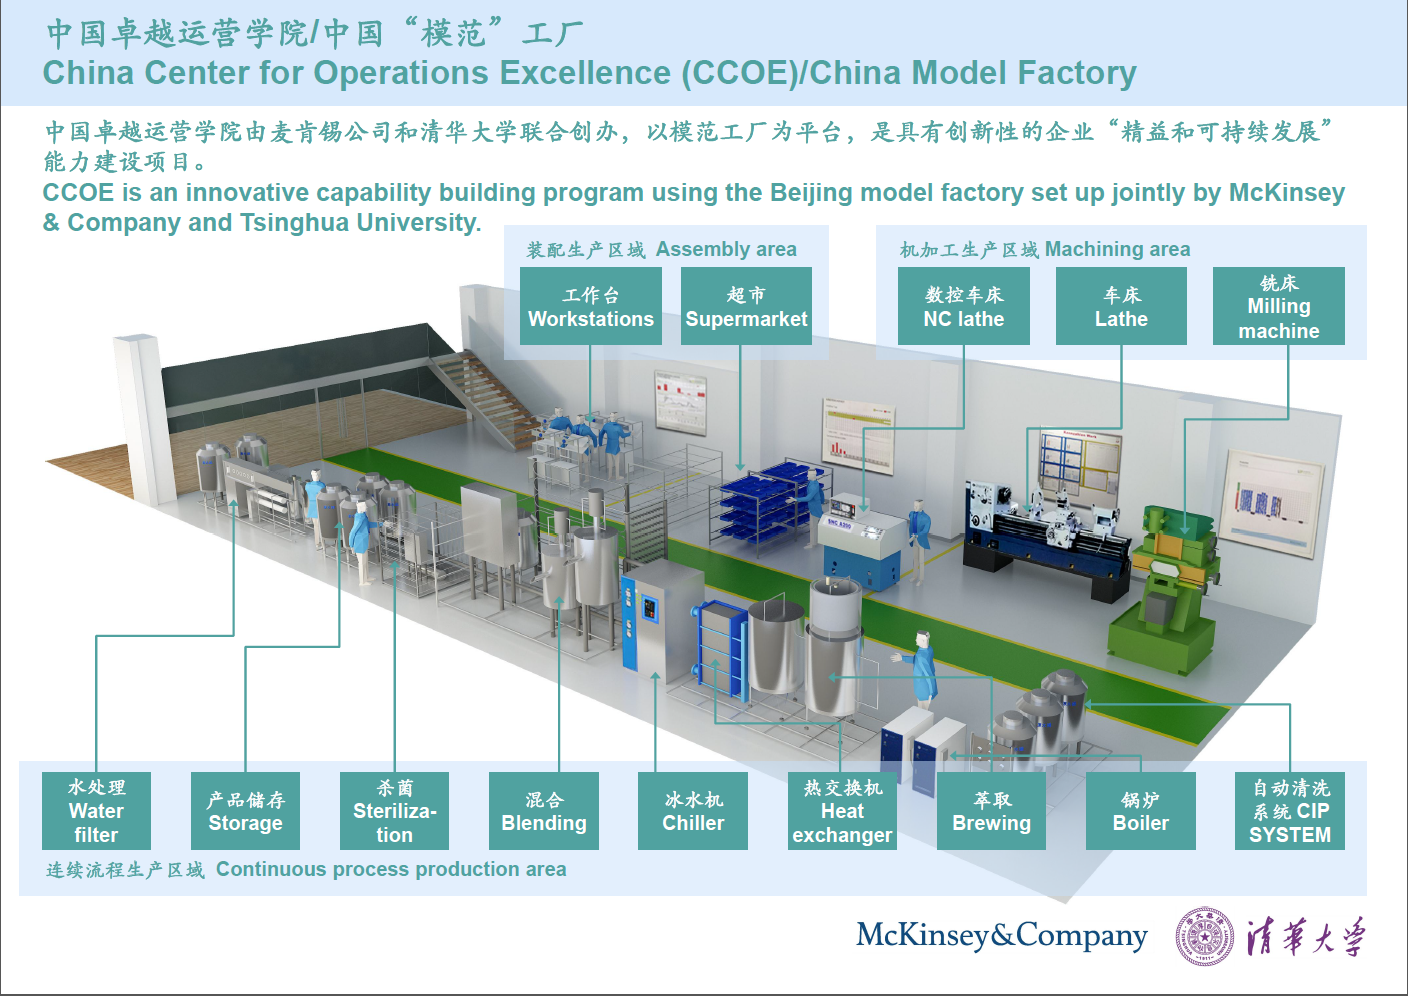 中国卓越运营学院/中国“模范”工厂
China Center for Operations Excellence (CCOE)/China Model Factory
中国卓越运营学院由麦肯锡公司和清华大学联合创办，以模范工厂为平台，是具有创新性的企业“精益和可持续发展”
能力建设项目。
CCOE is an innovative capability building program using the Beijing model factory set up jointly by McKinsey
& Company and Tsinghua University.
装配生产区域 Assembly area
工作台
Workstations
超市
Supermarket
机加工生产区域 Machining area
数控车床
NC lathe
车床
Lathe
铣床
Milling
machine
水处理
Water
filter
产品储存
Storage
杀菌
Steriliza-
tion
混合
Blending
冰水机
Chiller
热交换机
Heat
exchanger
萃取
Brewing
锅炉
Boiler
自动清洗
系统 CIP
SYSTEM
连续流程生产区域 Continuous process production area
McKinsey&Company
清華大学